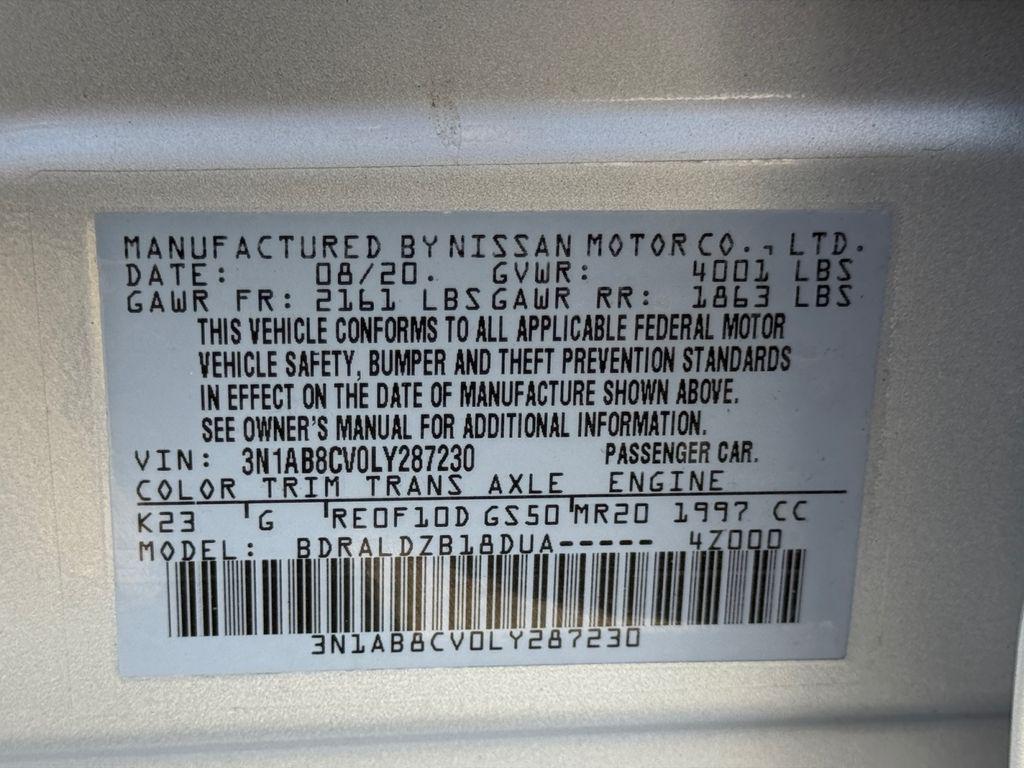 MANUFACTURED BY NISSAN MOTOR CO., LTD.
DATE: 08/20. GVWR: 4001 LBS
GAWR FR: 2161 LBS GAWR RR: 1863 LBS
THIS VEHICLE CONFORMS TO ALL APPLICABLE FEDERAL MOTOR
VEHICLE SAFETY, BUMPER AND THEFT PREVENTION STANDARDS
IN EFFECT ON THE DATE OF MANUFACTURE SHOWN ABOVE.
SEE OWNER'S MANUAL FOR ADDITIONAL INFORMATION.
VIN: 3N1AB8CV0LY287230 PASSENGER CAR.
COLOR TRIM TRANS AXLE ENGINE
K23 G RE0F10D GS50 MR20 1997 CC
MODEL: BDRALDZB18DUA----- 4Z000
3N1AB8CV0LY287230